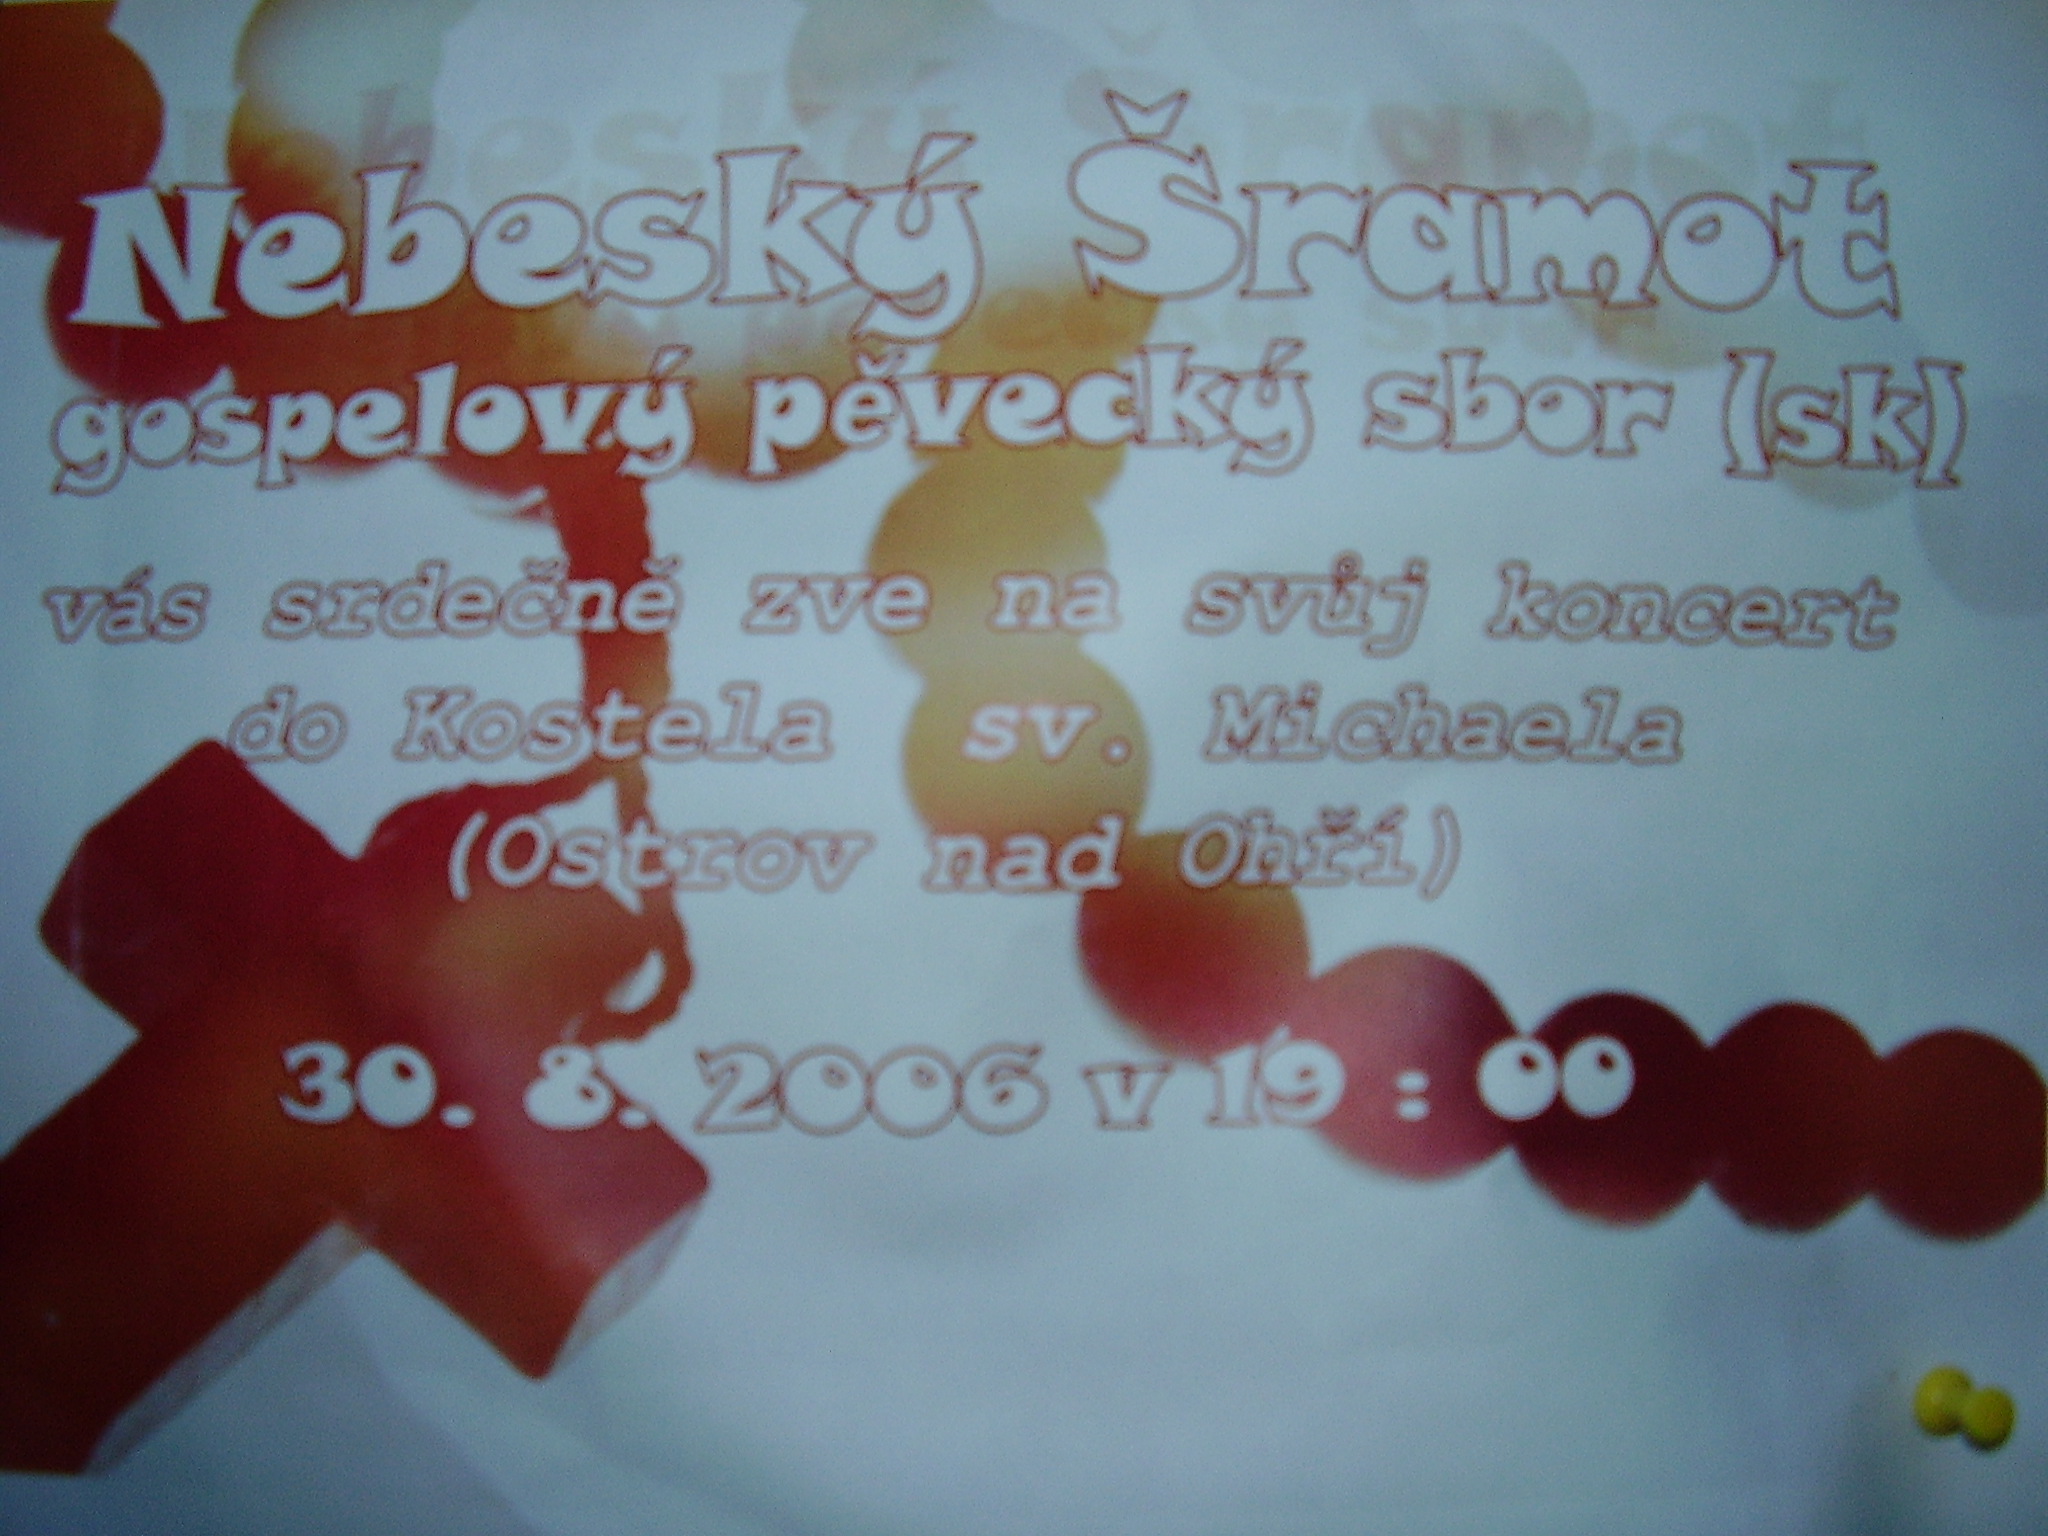 Nebeský Šramot
gospelový pěvecký sbor (sk)
vás srdečně zve na svůj koncert
do Kostela sv. Michaela
(Ostrov nad Ohří)
30. 8. 2006 v 19 : 00